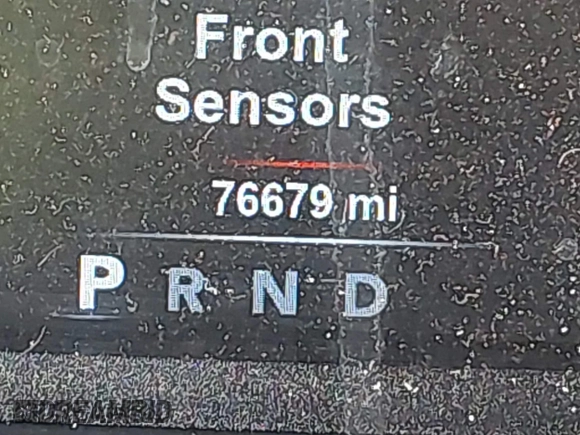 Front
Sensors
76679 mi
P R N D